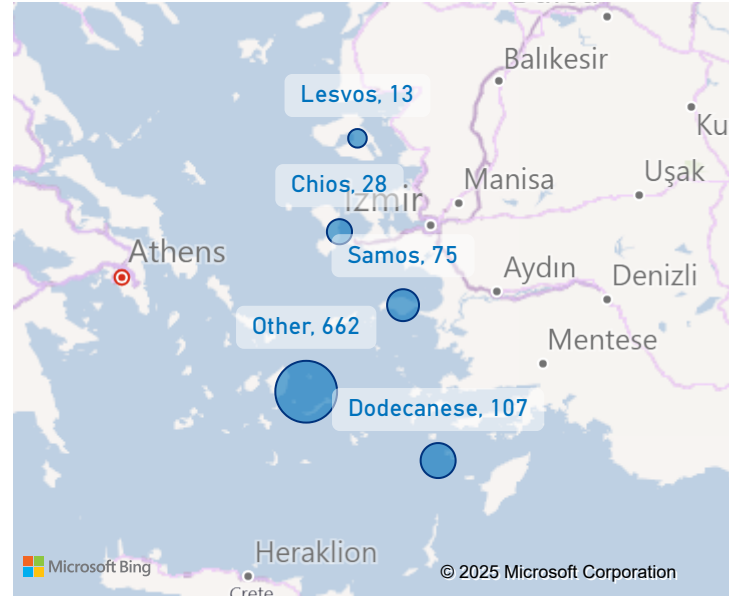 Balıkesir
Lesvos, 13
Ku
Uşak
Chios, 28
Manisa
Izmir
Athens
Samos, 75
Aydın
Denizli
Other, 662
Mentese
Dodecanese, 107
Heraklion
Microsoft Bing
© 2025 Microsoft Corporation
Crete